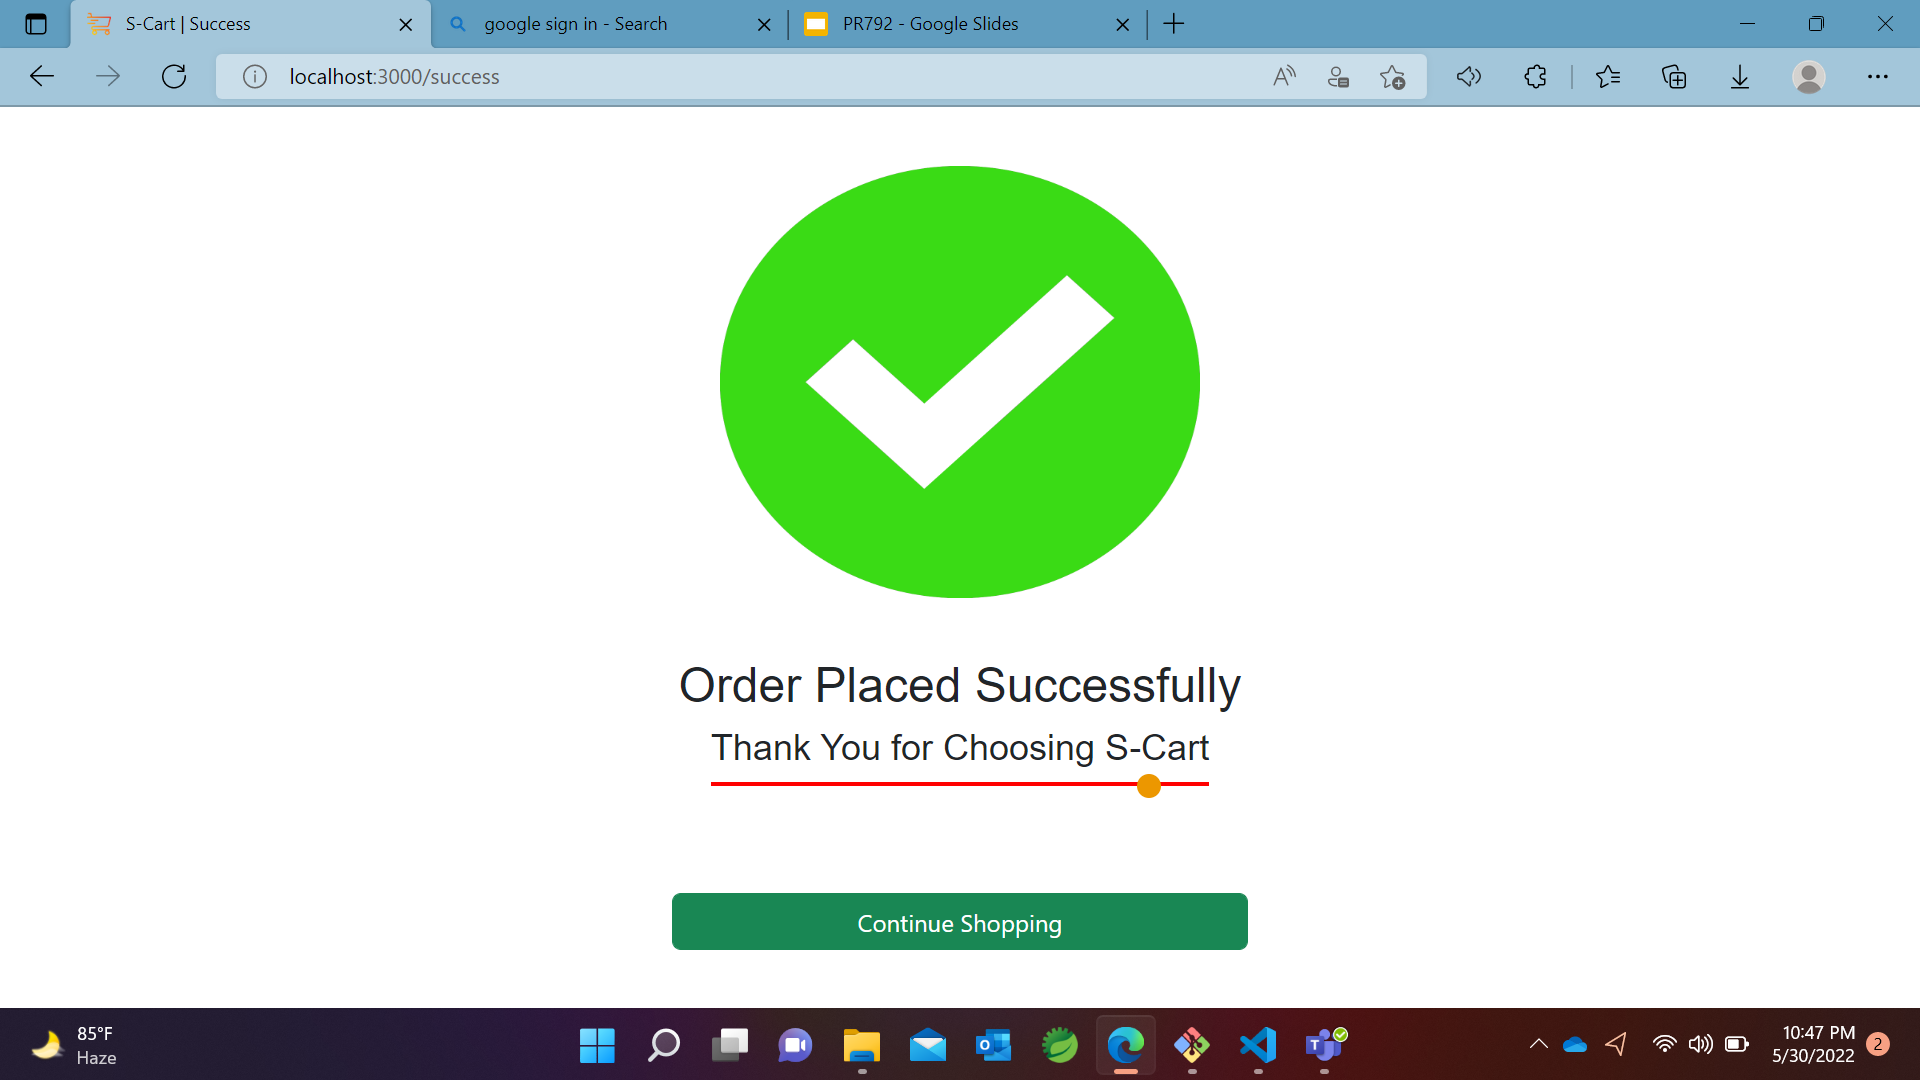 S-Cart | Success
google sign in - Search
PR792 - Google Slides
localhost:3000/success
Order Placed Successfully
Thank You for Choosing S-Cart
Continue Shopping
85°F
Haze
10:47 PM
5/30/2022
2